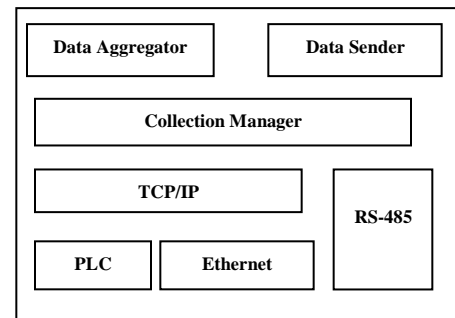 Data Aggregator
Data Sender
Collection Manager
TCP/IP
RS-485
PLC
Ethernet